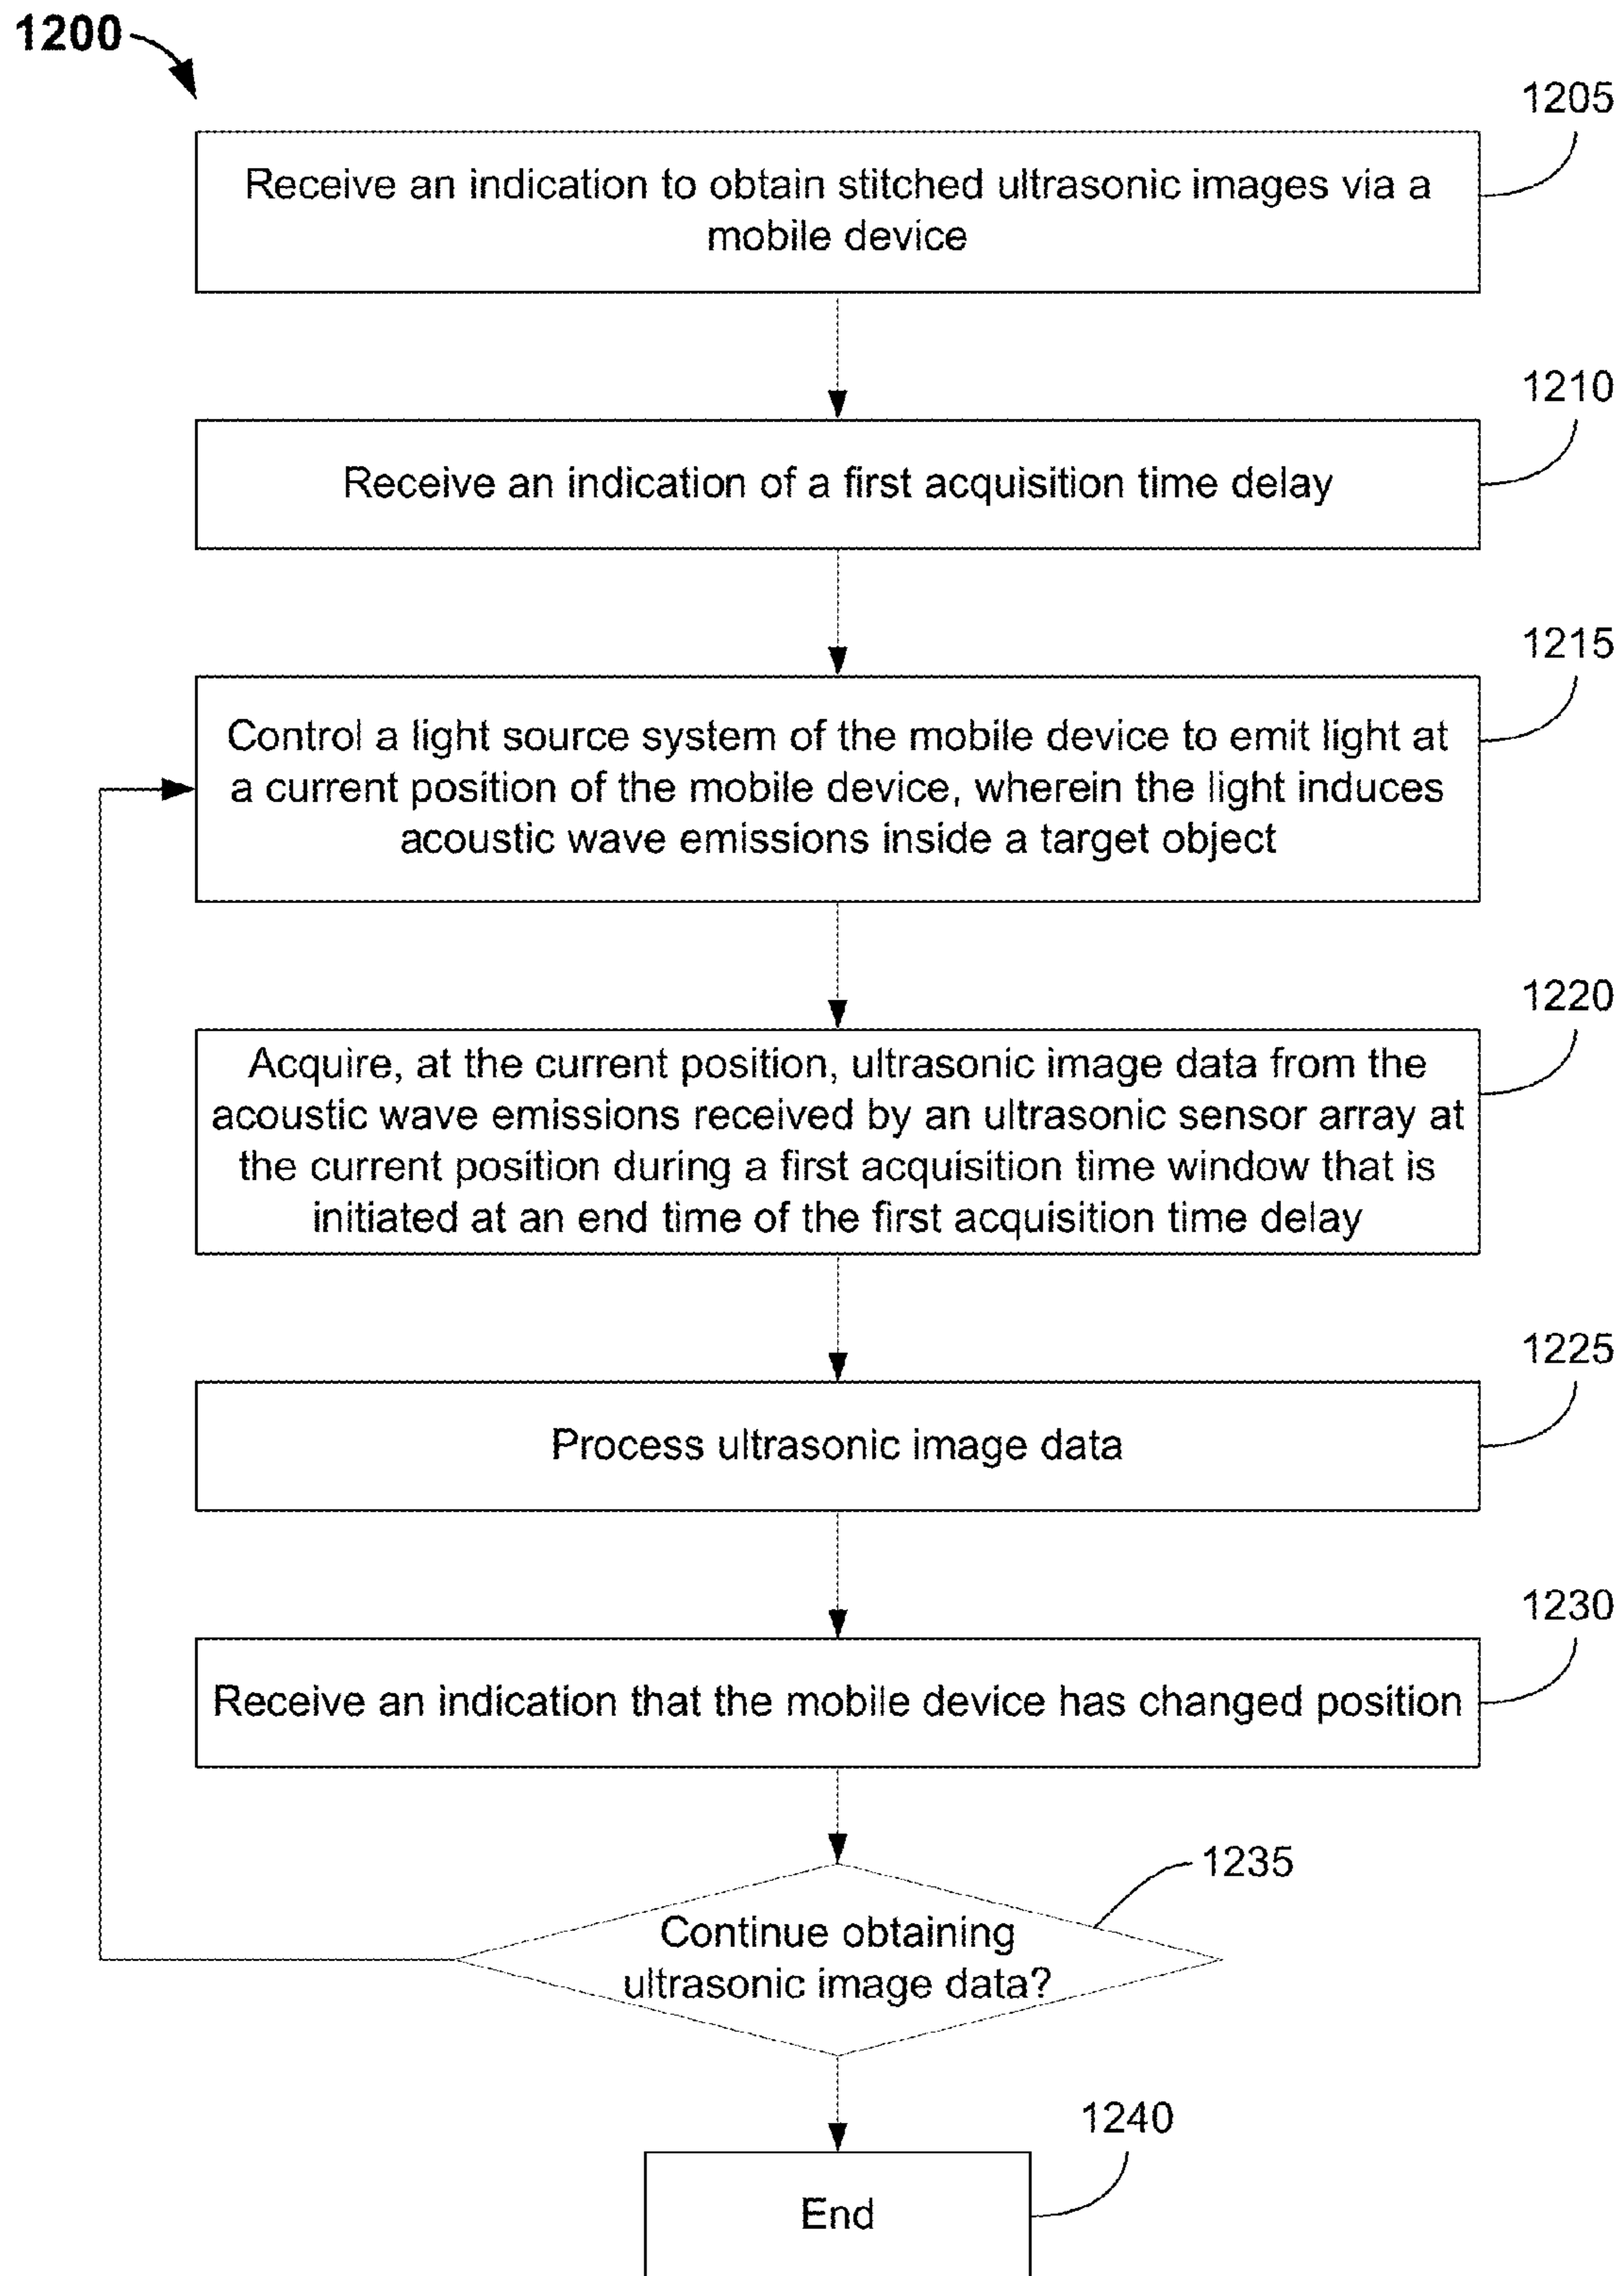 1200
1205
Receive an indication to obtain stitched ultrasonic images via a
mobile device
1210
Receive an indication of a first acquisition time delay
1215
Control a light source system of the mobile device to emit light at
a current position of the mobile device, wherein the light induces
acoustic wave emissions inside a target object
1220
Acquire, at the current position, ultrasonic image data from the
acoustic wave emissions received by an ultrasonic sensor array at
the current position during a first acquisition time window that is
initiated at an end time of the first acquisition time delay
1225
Process ultrasonic image data
1230
Receive an indication that the mobile device has changed position
1235
Continue obtaining
ultrasonic image data?
1240
End